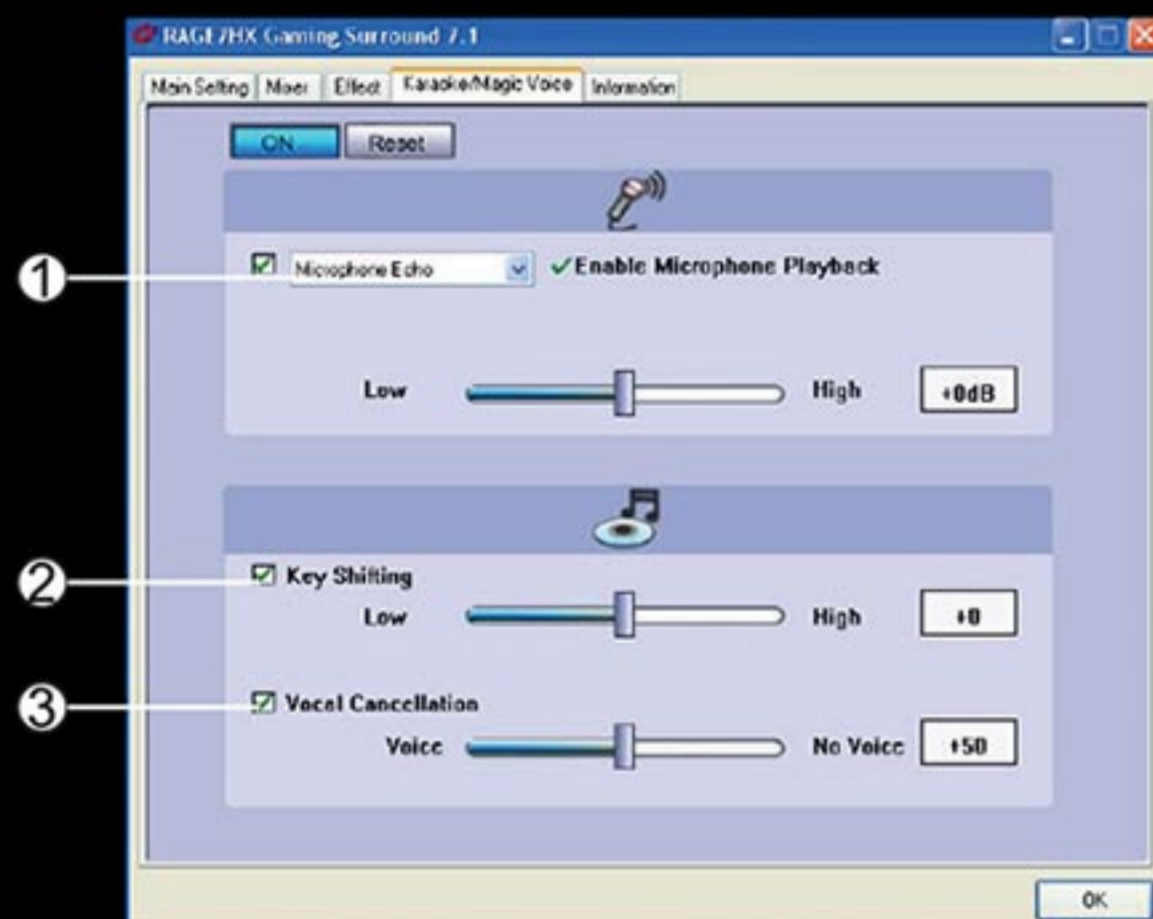 RAGE7HX Gaming Surround 7.1
Main Setting Mixer Effect Karaoke/Magic Voice Information
ON Reset
1 Microphone Echo ✓Enable Microphone Playback
Low High +0dB
2 Key Shifting
Low High +0
3 Vocal Cancellation
Voice No Voice +50
OK